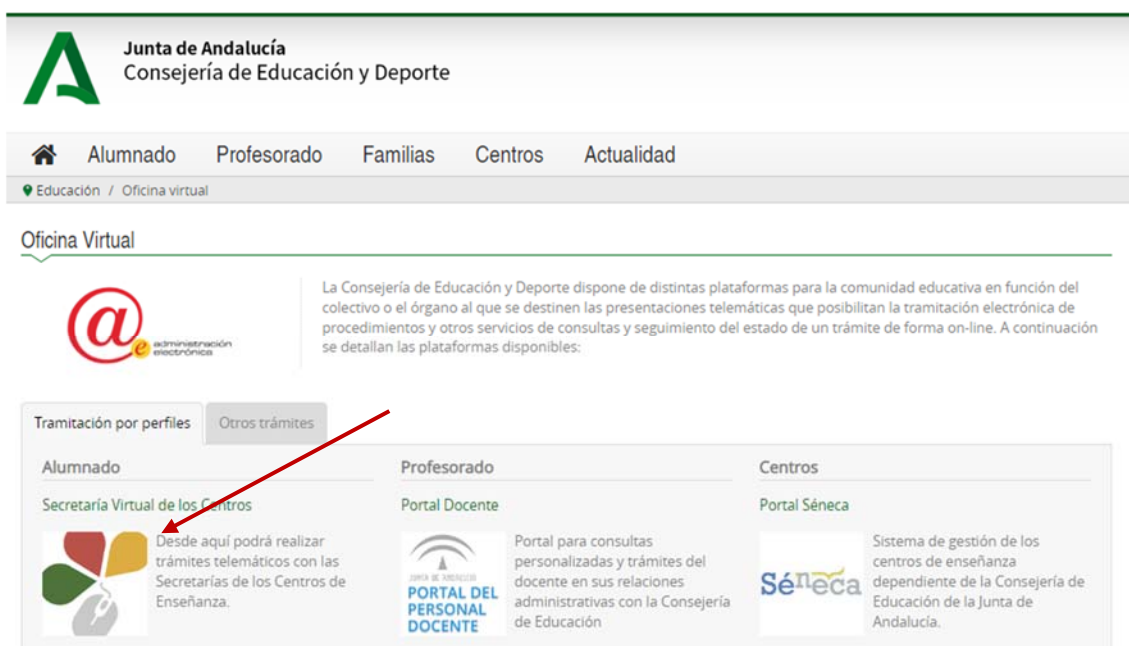 Junta de Andalucía
Consejería de Educación y Deporte
Alumnado Profesorado Familias Centros Actualidad
Educación / Oficina virtual
Oficina Virtual
@
e administración
electrónica
La Consejería de Educación y Deporte dispone de distintas plataformas para la comunidad educativa en función del
colectivo o el órgano al que se destinen las presentaciones telemáticas que posibilitan la tramitación electrónica de
procedimientos y otros servicios de consultas y seguimiento del estado de un trámite de forma on-line. A continuación
se detallan las plataformas disponibles:
Tramitación por perfiles Otros trámites
Alumnado
Secretaría Virtual de los Centros
Desde aquí podrá realizar
trámites telemáticos con las
Secretarías de los Centros de
Enseñanza.
Profesorado
Portal Docente
JUNTA DE ANDALUCIA
PORTAL DEL
PERSONAL
DOCENTE
Portal para consultas
personalizadas y trámites del
docente en sus relaciones
administrativas con la Consejería
de Educación
Centros
Portal Séneca
Séneca
Sistema de gestión de los
centros de enseñanza
dependiente de la Consejería de
Educación de la Junta de
Andalucía.